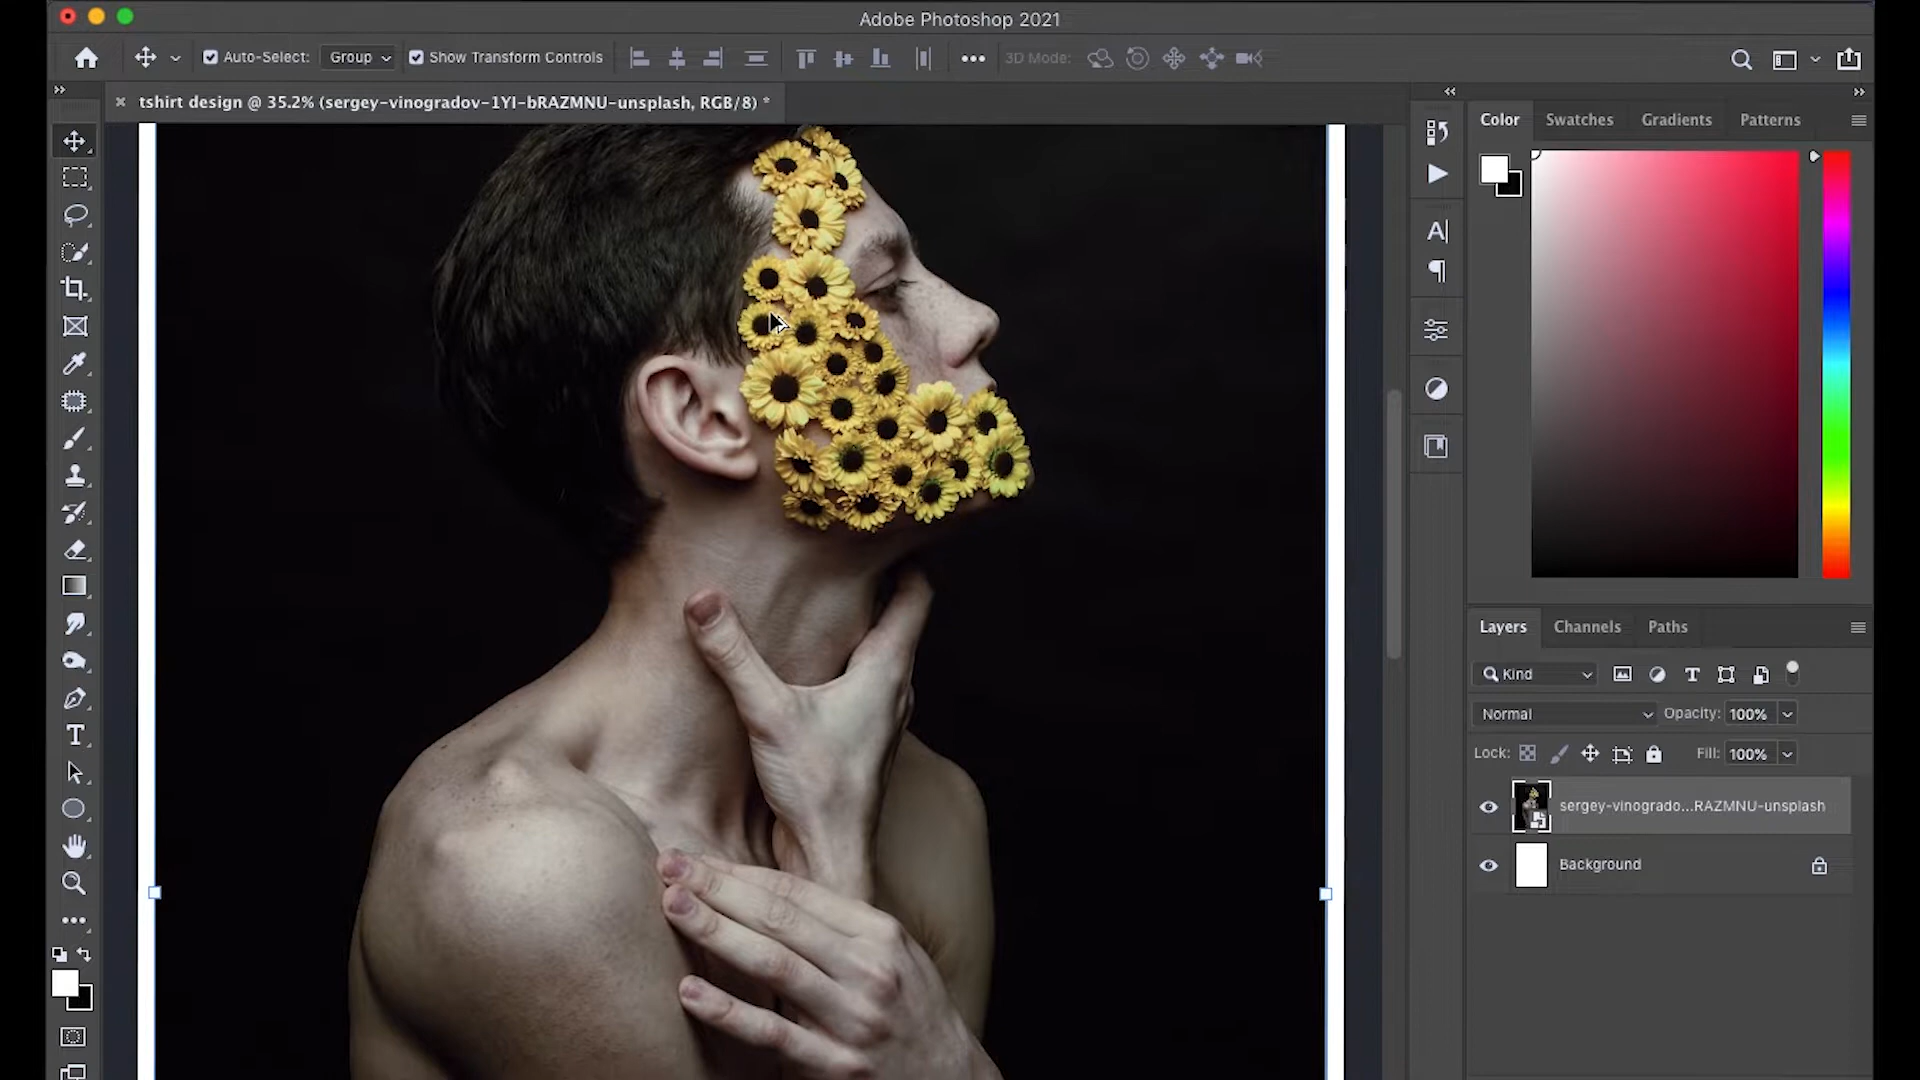 Adobe Photoshop 2021
Auto-Select: Group Show Transform Controls 3D Mode:
tshirt design @ 35.2% (sergey-vinogradov-1YI-bRAZMNU-unsplash, RGB/8) *
Color Swatches Gradients Patterns
Layers Channels Paths
Kind
Normal Opacity: 100%
Lock: Fill: 100%
sergey-vinogrado...RAZMNU-unsplash
Background